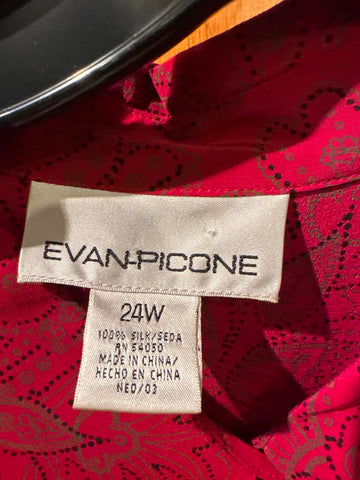 EVAN-PICONE
24W
100% SILK/SEDA
RN 54050
MADE IN CHINA/
HECHO EN CHINA
NEO/03